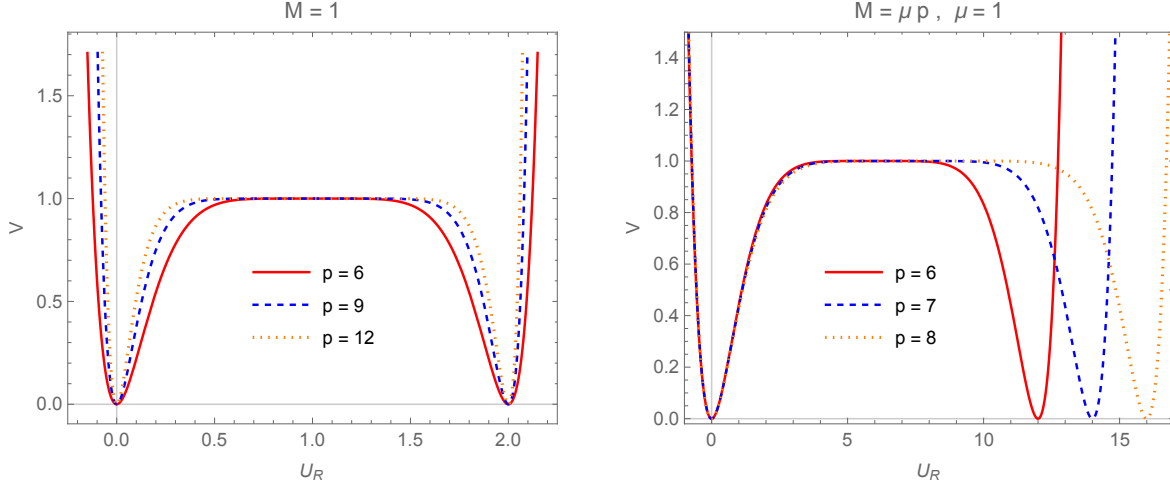 M = 1
V
1.5
1.0
0.5
0.0
p = 6
p = 9
p = 12
0.0 0.5 1.0 1.5 2.0
U_R
M = μ p , μ = 1
V
1.4
1.2
1.0
0.8
0.6
0.4
0.2
0.0
p = 6
p = 7
p = 8
0 5 10 15
U_R